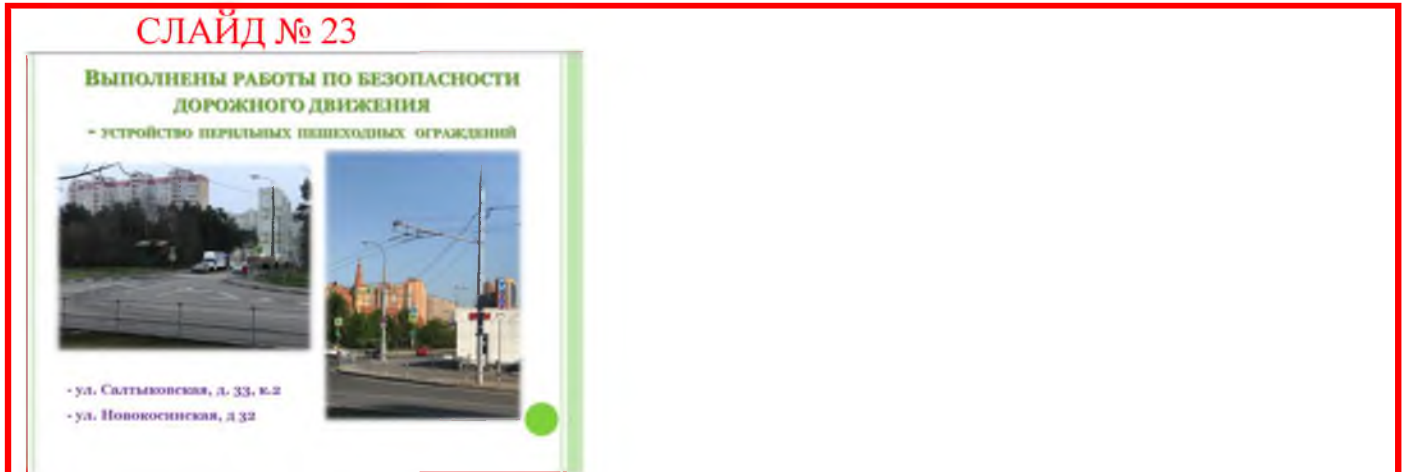 СЛАЙД № 23
ВЫПОЛНЕНЫ РАБОТЫ ПО БЕЗОПАСНОСТИ
ДОРОЖНОГО ДВИЖЕНИЯ
- УСТРОЙСТВО ПЕРИЛЬНЫХ ПЕШЕХОДНЫХ ОГРАЖДЕНИЙ
- ул. Салтыковская, д. 33, к.2
- ул. Новокосинская, д 32